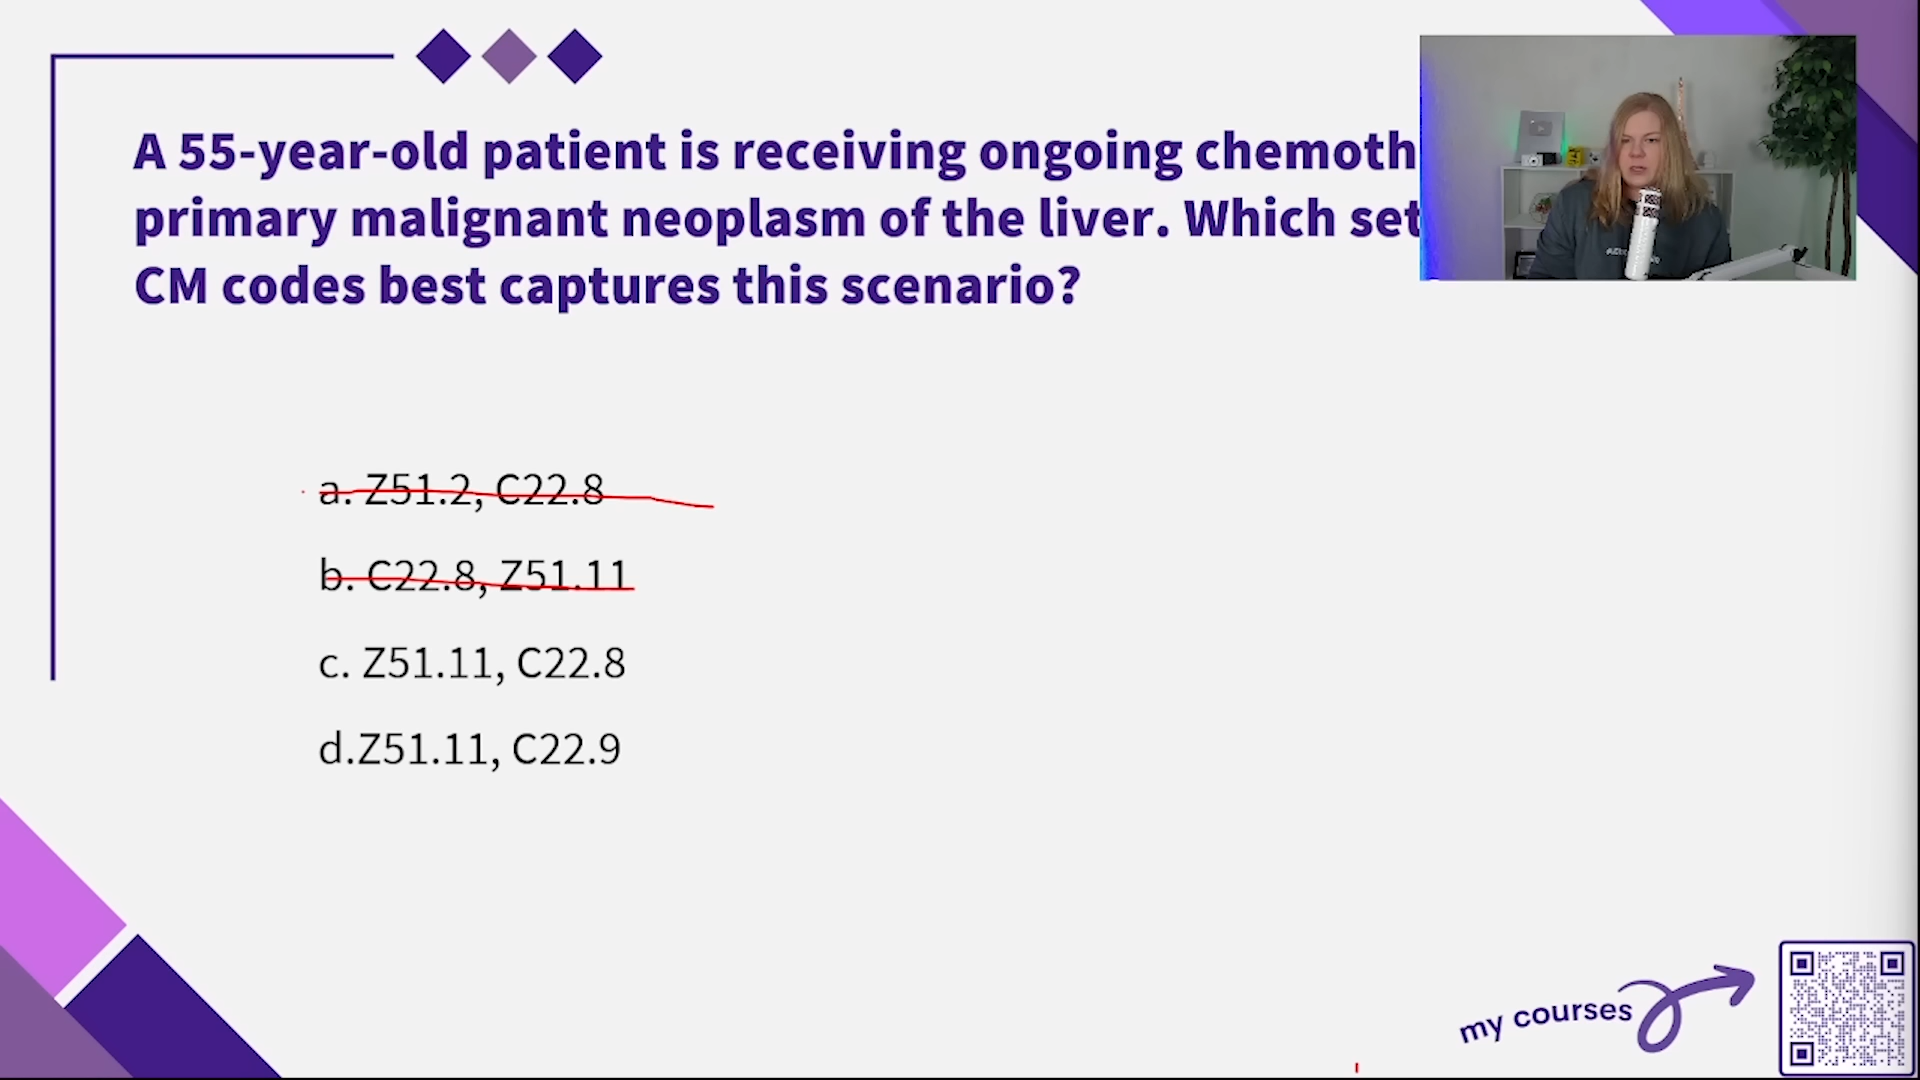 A 55-year-old patient is receiving ongoing chemoth
primary malignant neoplasm of the liver. Which set
CM codes best captures this scenario?
a. Z51.2, C22.8
b. C22.8, Z51.11
c. Z51.11, C22.8
d.Z51.11, C22.9
my courses